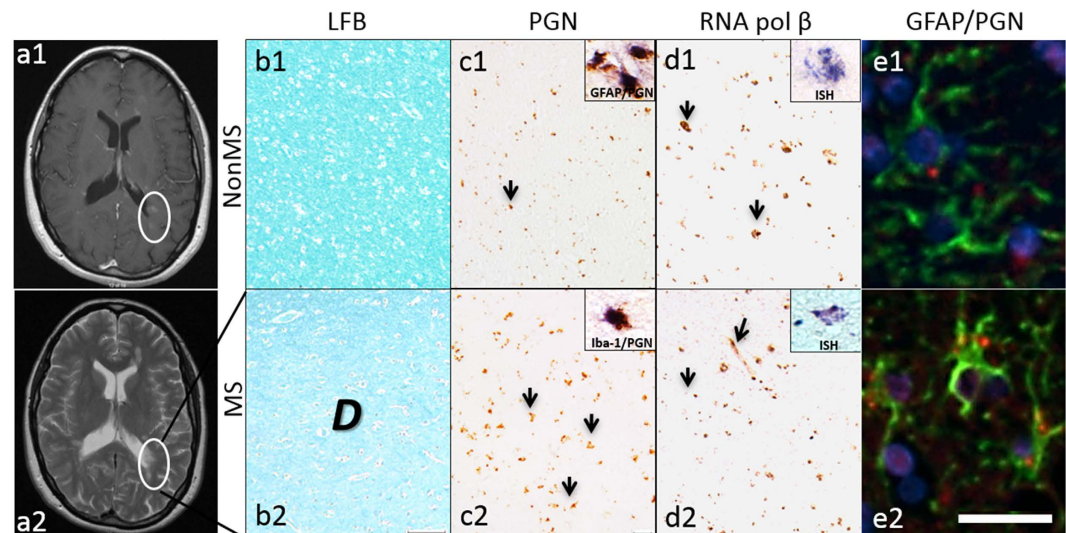 LFB PGN RNA pol β GFAP/PGN
a1 b1 c1 d1 e1
GFAP/PGN ISH
NonMS
MS
Iba-1/PGN ISH
D
a2 b2 c2 d2 e2